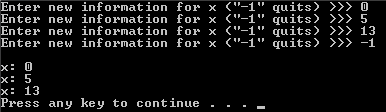 Enter new information for x ("-1" quits) >>> 0
Enter new information for x ("-1" quits) >>> 5
Enter new information for x ("-1" quits) >>> 13
Enter new information for x ("-1" quits) >>> -1
x: 0
x: 5
x: 13
Press any key to continue . . . _